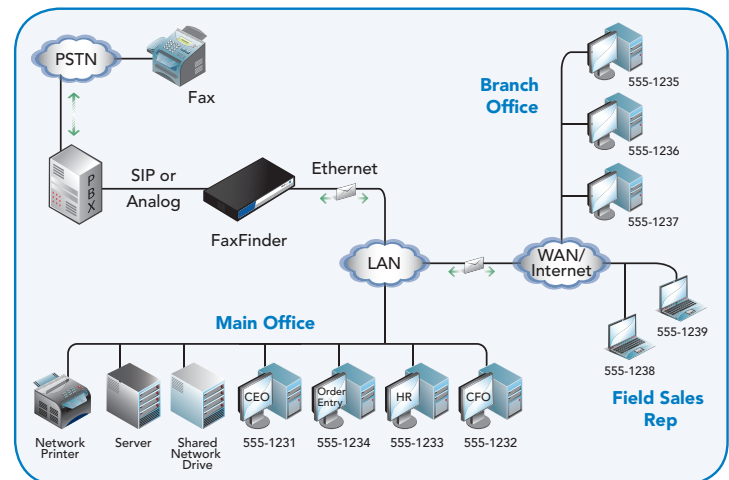 PSTN
Fax
PBX
SIP or
Analog
FaxFinder
Ethernet
LAN
WAN/
Internet
Branch
Office
555-1235
555-1236
555-1237
555-1239
555-1238
Field Sales
Rep
Main Office
CEO
Order
Entry
HR
CFO
Network
Printer
Server
Shared
Network
Drive
555-1231
555-1234
555-1233
555-1232